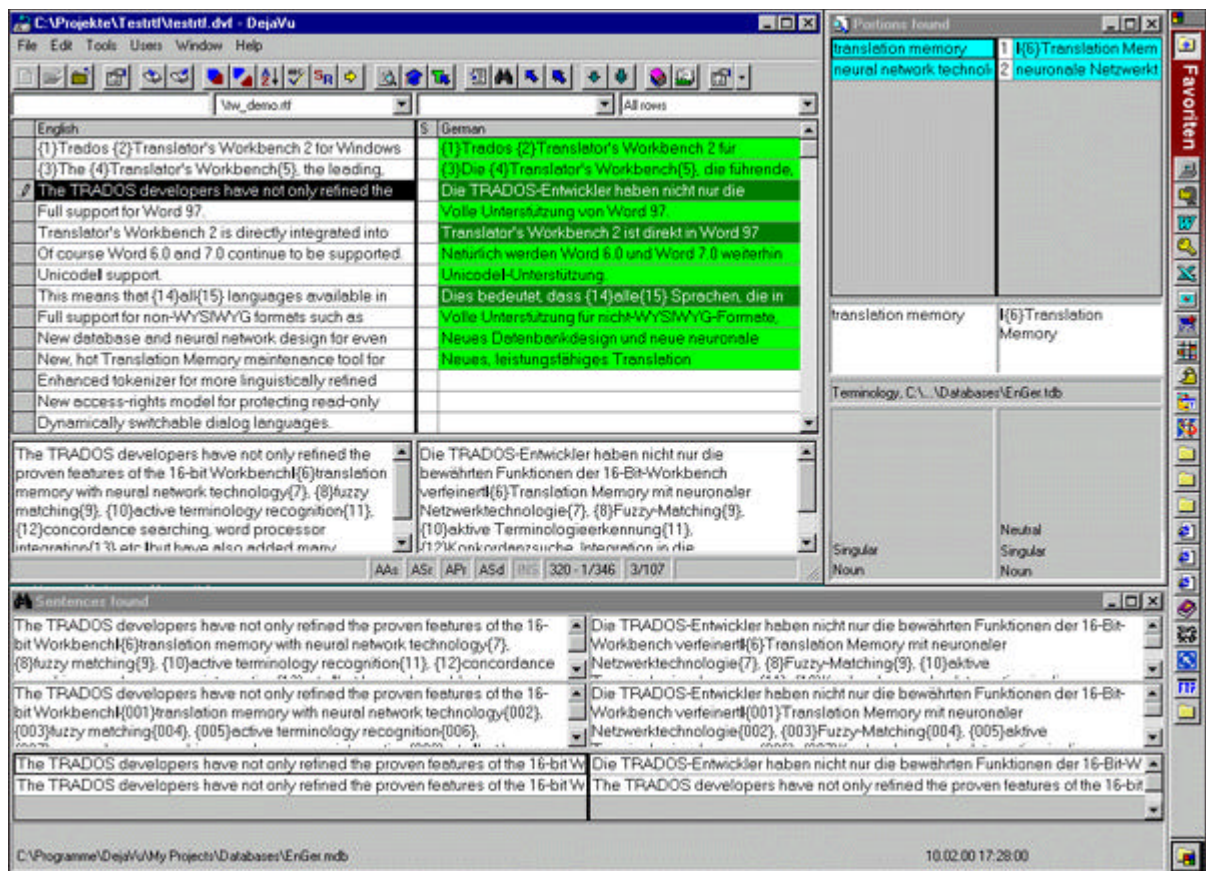 C:\Projekte\Testrtf\testrtf.dvf - DejaVu
File Edit Tools Users Window Help
\tw_demo.rtf All rows
English S German
{1}Trados {2}Translator's Workbench 2 for Windows {1}Trados {2}Translator's Workbench 2 für
{3}The {4}Translator's Workbench{5}, the leading, {3}Die {4}Translator's Workbench{5}, die führende,
The TRADOS developers have not only refined the Die TRADOS-Entwickler haben nicht nur die
Full support for Word 97. Volle Unterstützung von Word 97.
Translator's Workbench 2 is directly integrated into Translator's Workbench 2 ist direkt in Word 97
Of course Word 6.0 and 7.0 continue to be supported. Natürlich werden Word 6.0 und Word 7.0 weiterhin
Unicode‖ support. Unicode‖-Unterstützung.
This means that {14}all{15} languages available in Dies bedeutet, dass {14}alle{15} Sprachen, die in
Full support for non-WYSIWYG formats such as Volle Unterstützung für nicht-WYSIWYG-Formate,
New database and neural network design for even Neues Datenbankdesign und neue neuronale
New, hot Translation Memory maintenance tool for Neues, leistungsfähiges Translation
Enhanced tokenizer for more linguistically refined
New access-rights model for protecting read-only
Dynamically switchable dialog languages.
The TRADOS developers have not only refined the
proven features of the 16-bit Workbench‖{6}translation
memory with neural network technology{7}, {8}fuzzy
matching{9}, {10}active terminology recognition{11},
{12}concordance searching, word processor
integration{13} etc.‖but have also added many
Die TRADOS-Entwickler haben nicht nur die
bewährten Funktionen der 16-Bit-Workbench
verfeinert‖{6}Translation Memory mit neuronaler
Netzwerktechnologie{7}, {8}Fuzzy-Matching{9},
{10}aktive Terminologieerkennung{11},
{12}Konkordanzsuche, Integration in die
AAs ASr APr ASd INS 320 - 1/346 3/107
Portions found
translation memory 1 ‖{6}Translation Mem
neural network technol 2 neuronale Netzwerkt
translation memory ‖{6}Translation
Memory
Terminology, C:\...\Databases\EnGer.tdb
Neutral
Singular Singular
Noun Noun
Favoriten
FTP
Sentences found
The TRADOS developers have not only refined the proven features of the 16-
bit Workbench‖{6}translation memory with neural network technology{7},
{8}fuzzy matching{9}, {10}active terminology recognition{11}, {12}concordance
Die TRADOS-Entwickler haben nicht nur die bewährten Funktionen der 16-Bit-
Workbench verfeinert‖{6}Translation Memory mit neuronaler
Netzwerktechnologie{7}, {8}Fuzzy-Matching{9}, {10}aktive
The TRADOS developers have not only refined the proven features of the 16-
bit Workbench‖{001}translation memory with neural network technology{002},
{003}fuzzy matching{004}, {005}active terminology recognition{006},
Die TRADOS-Entwickler haben nicht nur die bewährten Funktionen der 16-Bit-
Workbench verfeinert‖{001}Translation Memory mit neuronaler
Netzwerktechnologie{002}, {003}Fuzzy-Matching{004}, {005}aktive
The TRADOS developers have not only refined the proven features of the 16-bit W Die TRADOS-Entwickler haben nicht nur die bewährten Funktionen der 16-Bit-W
The TRADOS developers have not only refined the proven features of the 16-bit W The TRADOS developers have not only refined the proven features of the 16-bit
C:\Programme\DejaVu\My Projects\Databases\EnGer.mdb 10.02.00 17:28:00